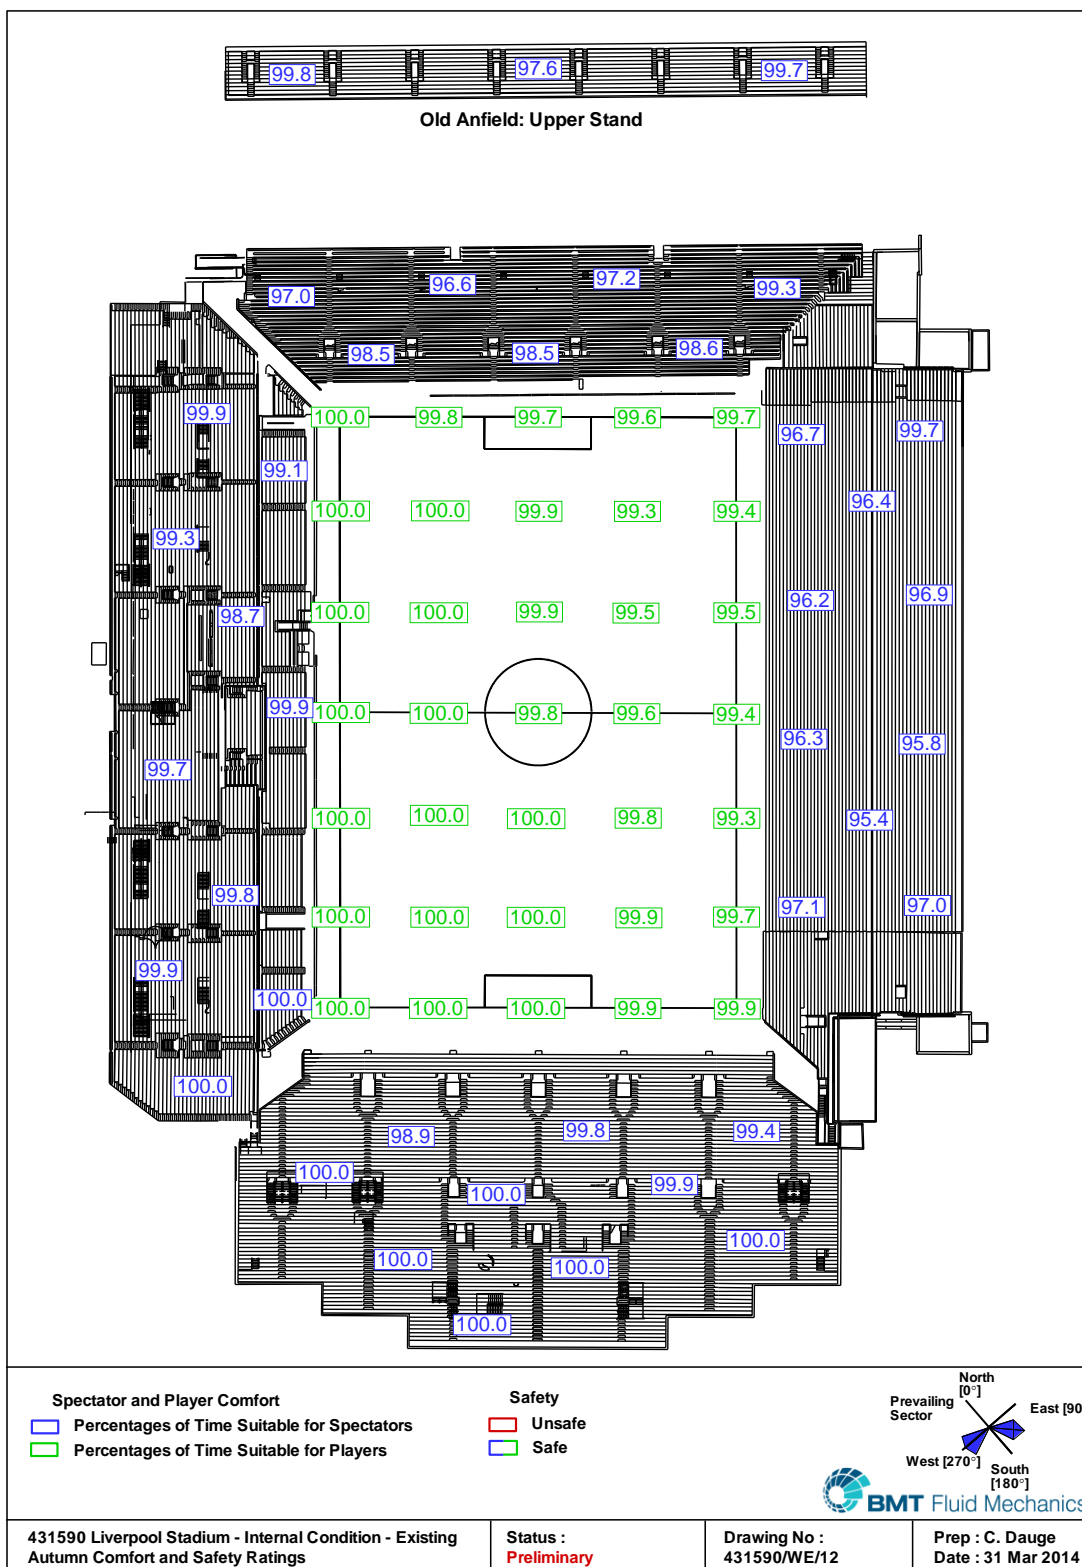 99.8 97.6 99.7
Old Anfield: Upper Stand
97.0 96.6 97.2 99.3
98.5 98.5 98.6
99.9 100.0 99.8 99.7 99.6 99.7 96.7 99.7
99.1
99.3 100.0 100.0 99.9 99.3 99.4 96.4
98.7 100.0 100.0 99.9 99.5 99.5 96.2 96.9
99.9 100.0 100.0 99.8 99.6 99.4 96.3 95.8
99.7
100.0 100.0 100.0 99.8 99.3 95.4
99.8 100.0 100.0 100.0 99.9 99.7 97.1 97.0
99.9
100.0 100.0 100.0 100.0 99.9 99.9
100.0
98.9 99.8 99.4
100.0 100.0 99.9
100.0 100.0 100.0
100.0
Spectator and Player Comfort
Percentages of Time Suitable for Spectators
Percentages of Time Suitable for Players
Safety
Unsafe
Safe
Prevailing
Sector
North
[0°]
East [90
West [270°]
South
[180°]
BMT Fluid Mechanics
431590 Liverpool Stadium - Internal Condition - Existing
Autumn Comfort and Safety Ratings
Status :
Preliminary
Drawing No :
431590/WE/12
Prep : C. Dauge
Date : 31 Mar 2014